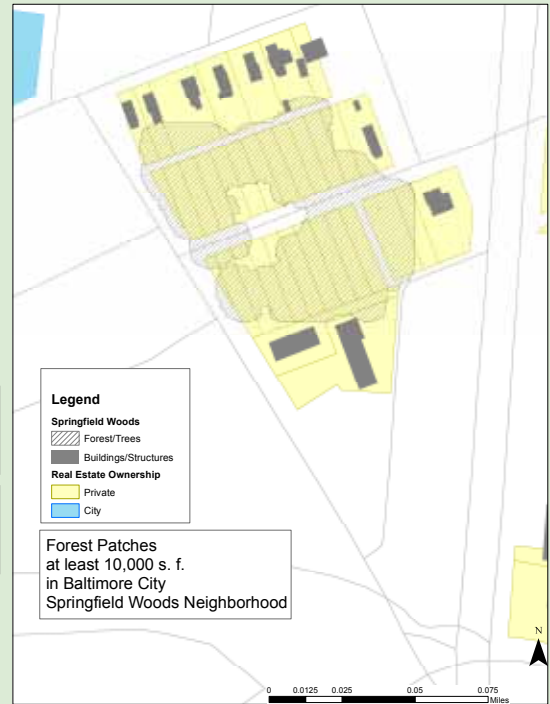 Legend
Springfield Woods
Forest/Trees
Buildings/Structures
Real Estate Ownership
Private
City
Forest Patches
at least 10,000 s. f.
in Baltimore City
Springfield Woods Neighborhood
N
0 0.0125 0.025 0.05 0.075
Miles